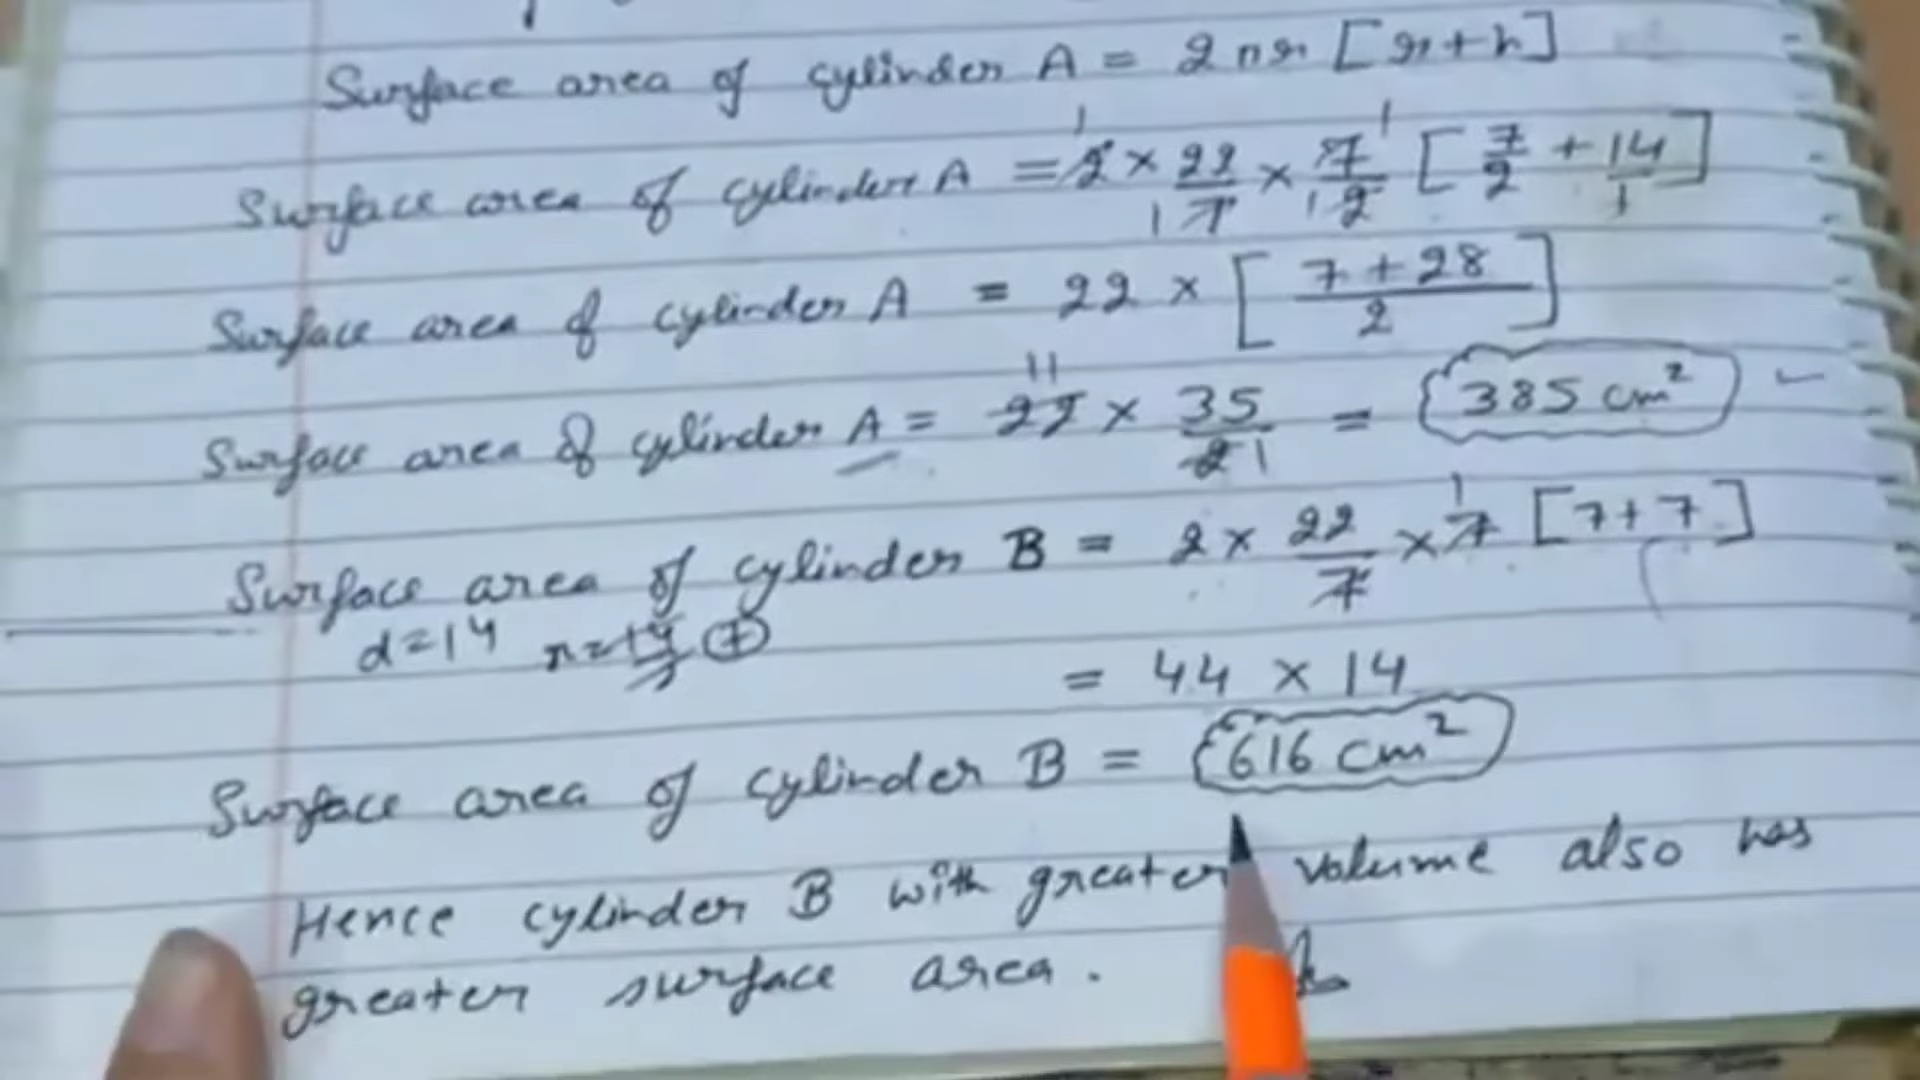 Surface area of cylinder A = 2πr [r+h]
Surface area of cylinder A = 2 × 22/7 × 7/2 [7/2 + 14/1]
Surface area of cylinder A = 22 × [7+28/2]
Surface area of cylinder A = 22 × 35/2 = 385 cm²
Surface area of cylinder B = 2 × 22/7 × 7 [7+7]
d=14 r=14/2 7
= 44 × 14
Surface area of cylinder B = 616 cm²
Hence cylinder B with greater volume also has
greater surface area.